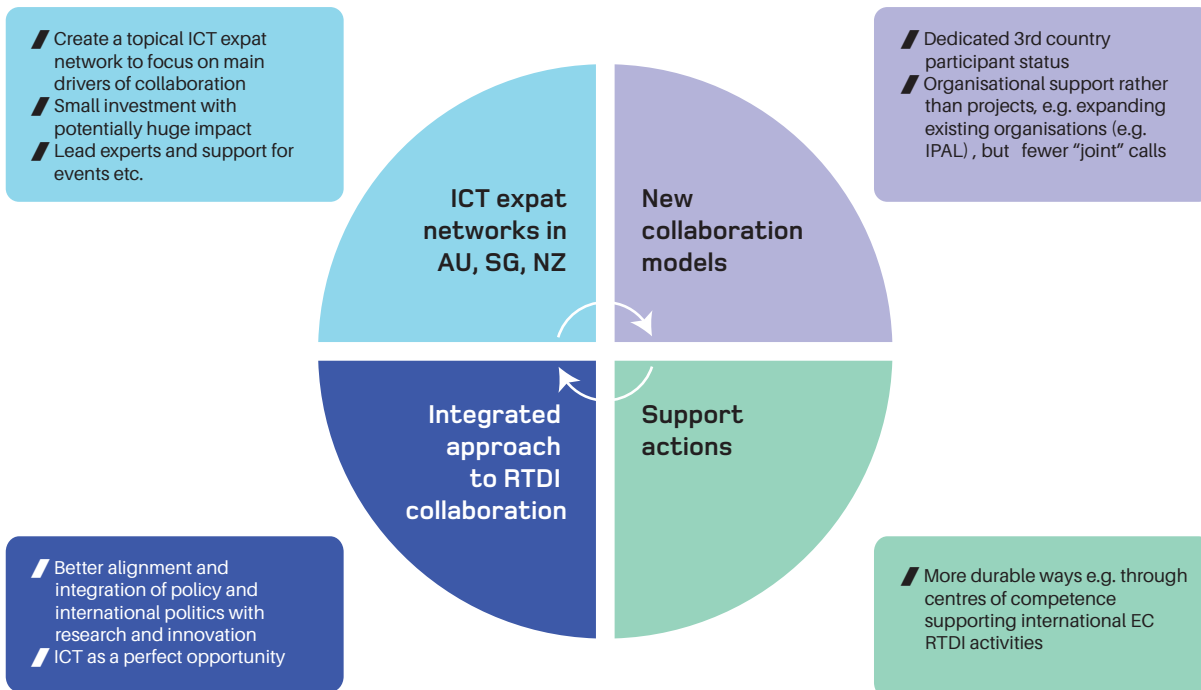 Create a topical ICT expat
network to focus on main
drivers of collaboration
Small investment with
potentially huge impact
Lead experts and support for
events etc.
Dedicated 3rd country
participant status
Organisational support rather
than projects, e.g. expanding
existing organisations (e.g.
IPAL) , but fewer “joint” calls
ICT expat
networks in
AU, SG, NZ
New
collaboration
models
Integrated
approach
to RTDI
collaboration
Support
actions
Better alignment and
integration of policy and
international politics with
research and innovation
ICT as a perfect opportunity
More durable ways e.g. through
centres of competence
supporting international EC
RTDI activities